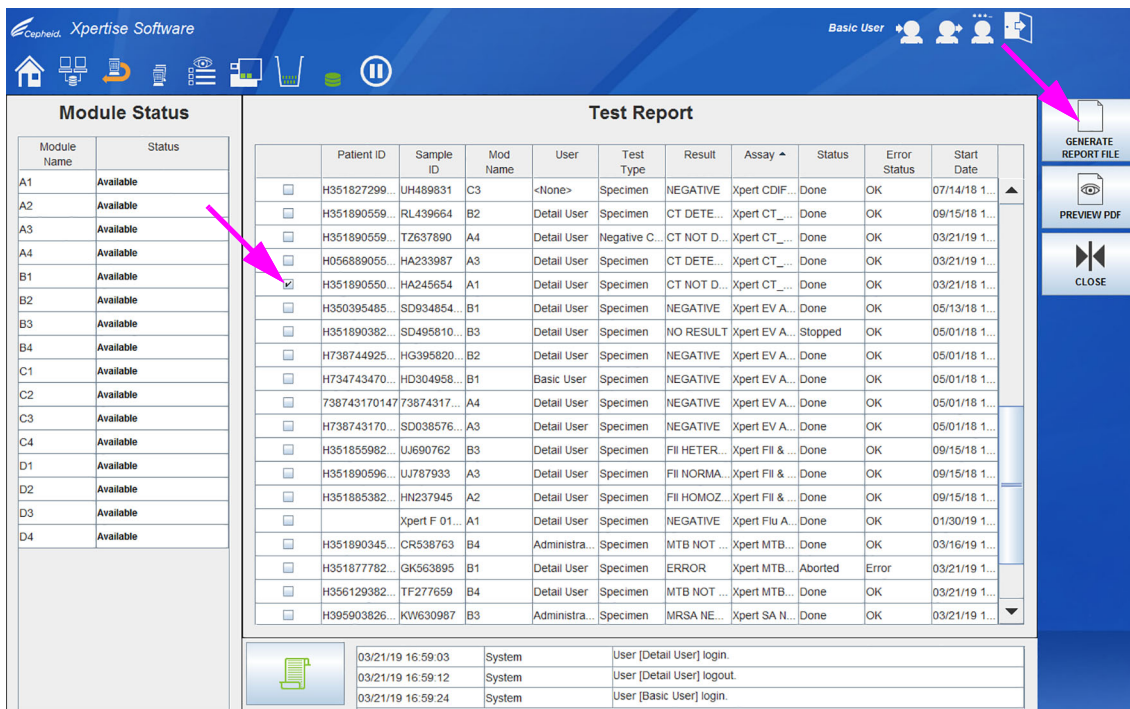 Cepheid. Xpertise Software
Basic User
Module Status
Module Name Status
A1 Available
A2 Available
A3 Available
A4 Available
B1 Available
B2 Available
B3 Available
B4 Available
C1 Available
C2 Available
C3 Available
C4 Available
D1 Available
D2 Available
D3 Available
D4 Available
Test Report
Patient ID Sample ID Mod Name User Test Type Result Assay Status Error Status Start Date
H351827299... UH489831 C3 <None> Specimen NEGATIVE Xpert CDIF... Done OK 07/14/18 1...
H351890559... RL439664 B2 Detail User Specimen CT DETE... Xpert CT_... Done OK 09/15/18 1...
H351890559... TZ637890 A4 Detail User Negative C... CT NOT D... Xpert CT_... Done OK 03/21/19 1...
H056889055... HA233987 A3 Detail User Specimen CT DETE... Xpert CT_... Done OK 03/21/19 1...
H351890550... HA245654 A1 Detail User Specimen CT NOT D... Xpert CT_... Done OK 03/21/18 1...
H350395485... SD934854... B1 Detail User Specimen NEGATIVE Xpert EV A... Done OK 05/13/18 1...
H351890382... SD495810... B3 Detail User Specimen NO RESULT Xpert EV A... Stopped OK 05/01/18 1...
H738744925... HG395820... B2 Detail User Specimen NEGATIVE Xpert EV A... Done OK 05/01/18 1...
H734743470... HD304958... B1 Basic User Specimen NEGATIVE Xpert EV A... Done OK 05/01/18 1...
738743170147 73874317... A4 Detail User Specimen NEGATIVE Xpert EV A... Done OK 05/01/18 1...
H738743170... SD038576... A3 Detail User Specimen NEGATIVE Xpert EV A... Done OK 05/01/18 1...
H351855982... UJ690762 B3 Detail User Specimen FII HETER... Xpert FII & ... Done OK 09/15/18 1...
H351890596... UJ787933 A3 Detail User Specimen FII NORMA... Xpert FII & ... Done OK 09/15/18 1...
H351885382... HN237945 A2 Detail User Specimen FII HOMOZ... Xpert FII & ... Done OK 09/15/18 1...
Xpert F 01... A1 Detail User Specimen NEGATIVE Xpert Flu A... Done OK 01/30/19 1...
H351890345... CR538763 B4 Administra... Specimen MTB NOT ... Xpert MTB... Done OK 03/16/19 1...
H351877782... GK563895 B1 Detail User Specimen ERROR Xpert MTB... Aborted Error 03/21/19 1...
H356129382... TF277659 B4 Detail User Specimen MTB NOT ... Xpert MTB... Done OK 03/21/19 1...
H395903826... KW630987 B3 Administra... Specimen MRSA NE... Xpert SA N... Done OK 03/21/19 1...
GENERATE
REPORT FILE
PREVIEW PDF
CLOSE
03/21/19 16:59:03 System User [Detail User] login.
03/21/19 16:59:12 System User [Detail User] logout.
03/21/19 16:59:24 System User [Basic User] login.